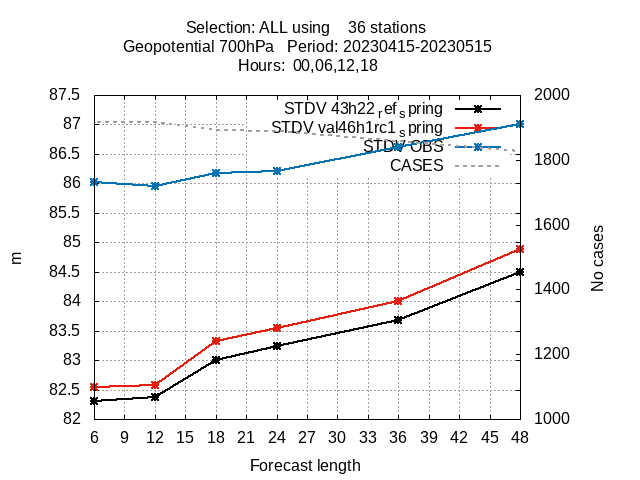 Selection: ALL using    36 stations
Geopotential 700hPa   Period: 20230415-20230515
Hours:  00,06,12,18
87.5
87
86.5
86
85.5
85
84.5
84
83.5
83
82.5
82
m
STDV 43h22ref spring
STDV val46h1rc1spring
STDV OBS
CASES
2000
1800
1600
1400
1200
1000
No cases
6 9 12 15 18 21 24 27 30 33 36 39 42 45 48
Forecast length